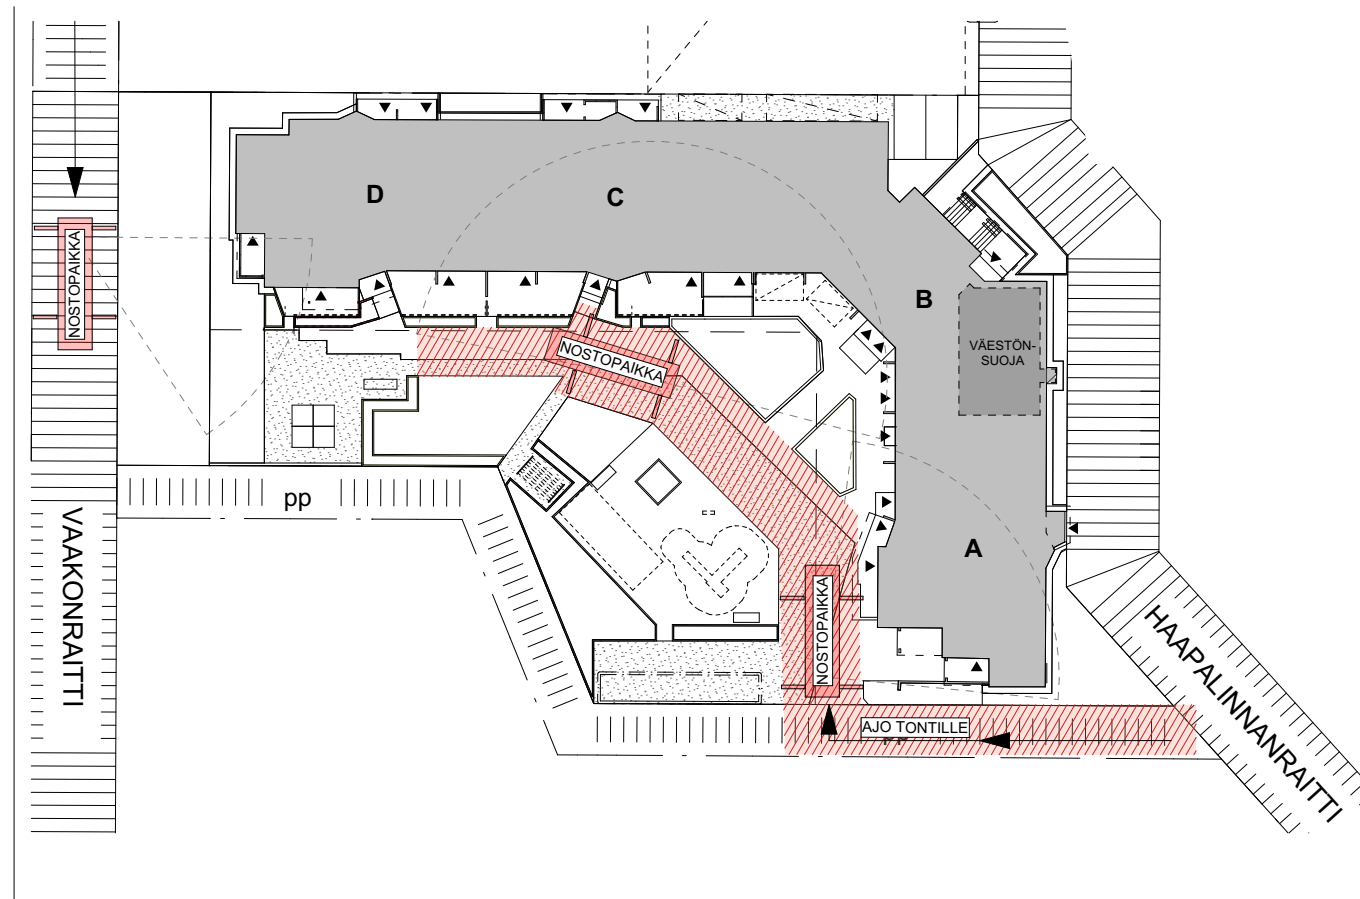 D
C
NOSTOPAIKKA
B
VÄESTÖN-
SUOJA
NOSTOPAIKKA
pp
VAAKONRAITTI
A
NOSTOPAIKKA
HAAPALINNANRAITTI
AJO TONTILLE